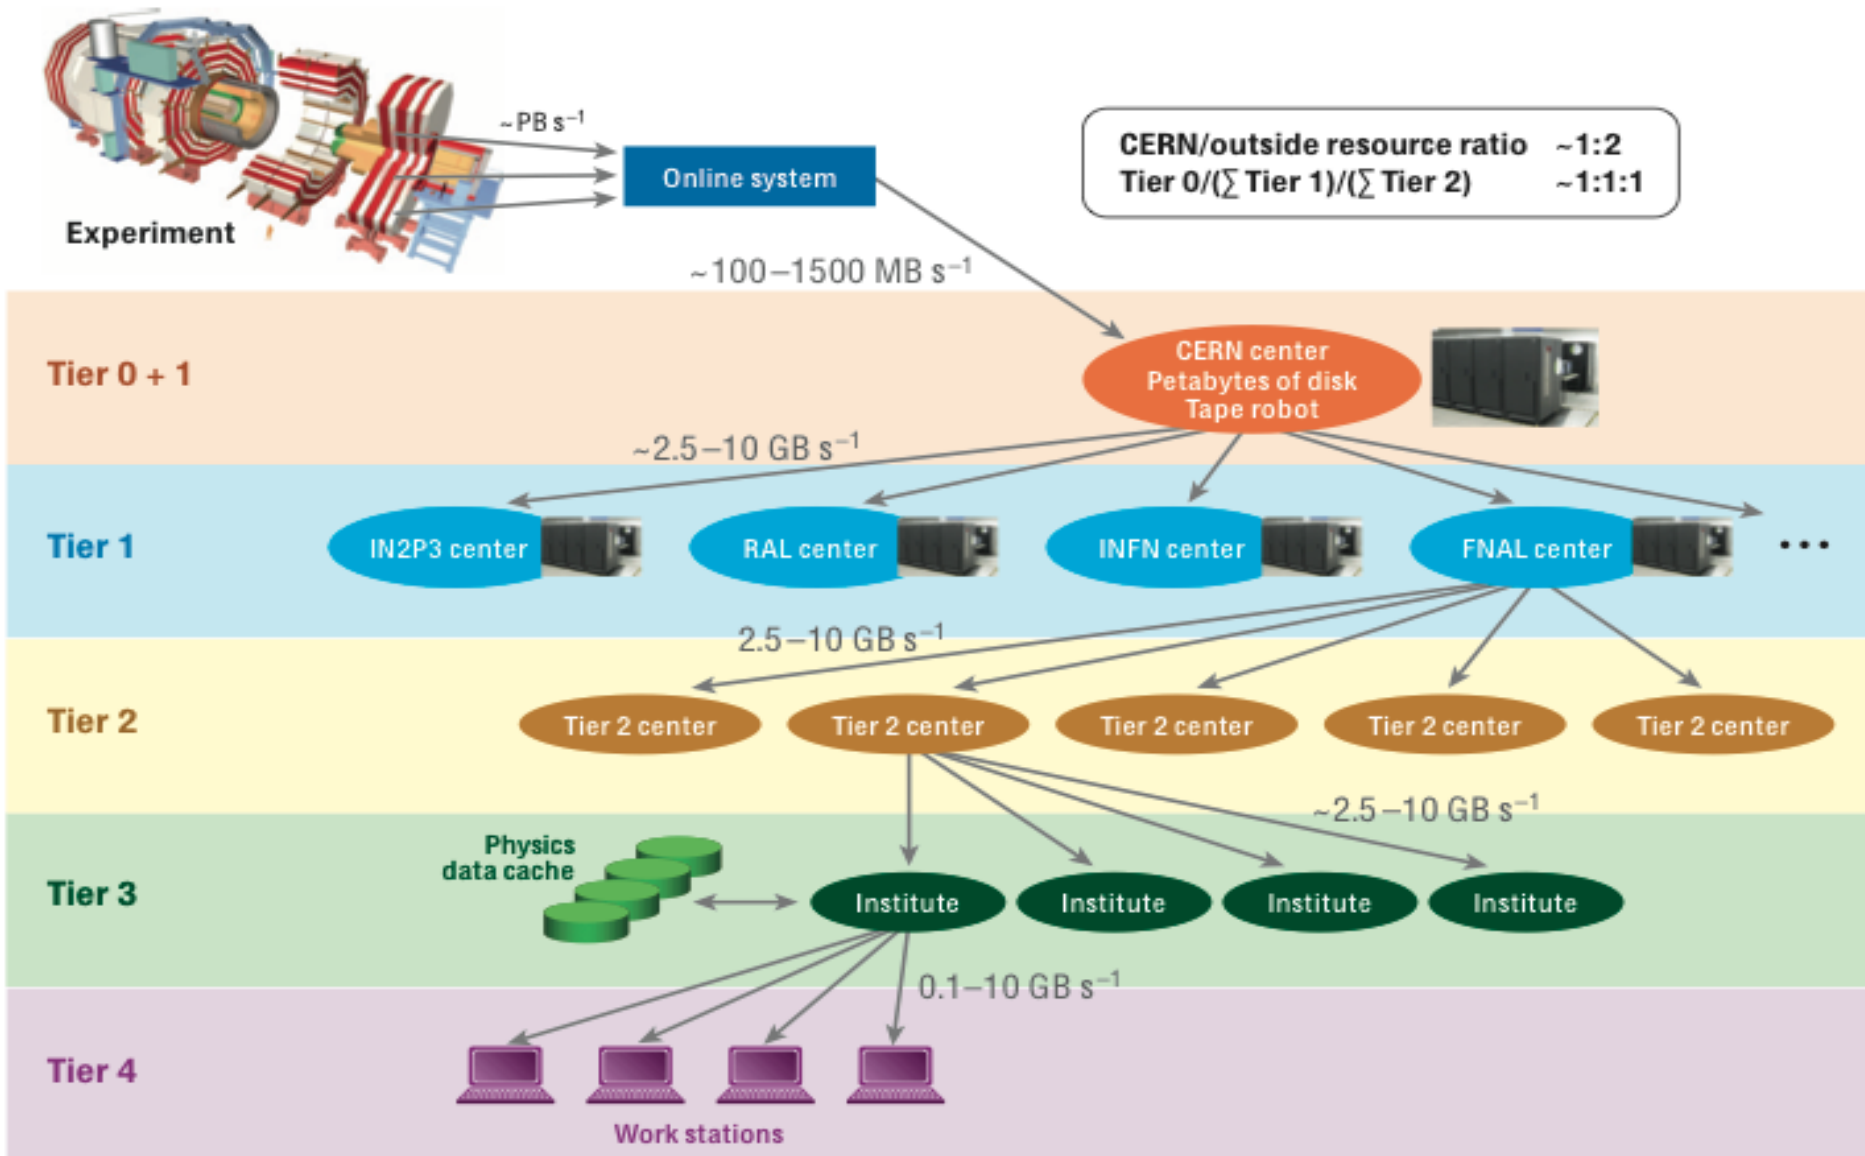 ~PB s⁻¹
Online system
Experiment
CERN/outside resource ratio ~1:2
Tier 0/(∑ Tier 1)/(∑ Tier 2) ~1:1:1
~100–1500 MB s⁻¹
Tier 0 + 1
CERN center
Petabytes of disk
Tape robot
~2.5–10 GB s⁻¹
Tier 1
IN2P3 center
RAL center
INFN center
FNAL center
...
2.5–10 GB s⁻¹
Tier 2
Tier 2 center
Tier 2 center
Tier 2 center
Tier 2 center
Tier 2 center
~2.5–10 GB s⁻¹
Tier 3
Physics
data cache
Institute
Institute
Institute
Institute
0.1–10 GB s⁻¹
Tier 4
Work stations